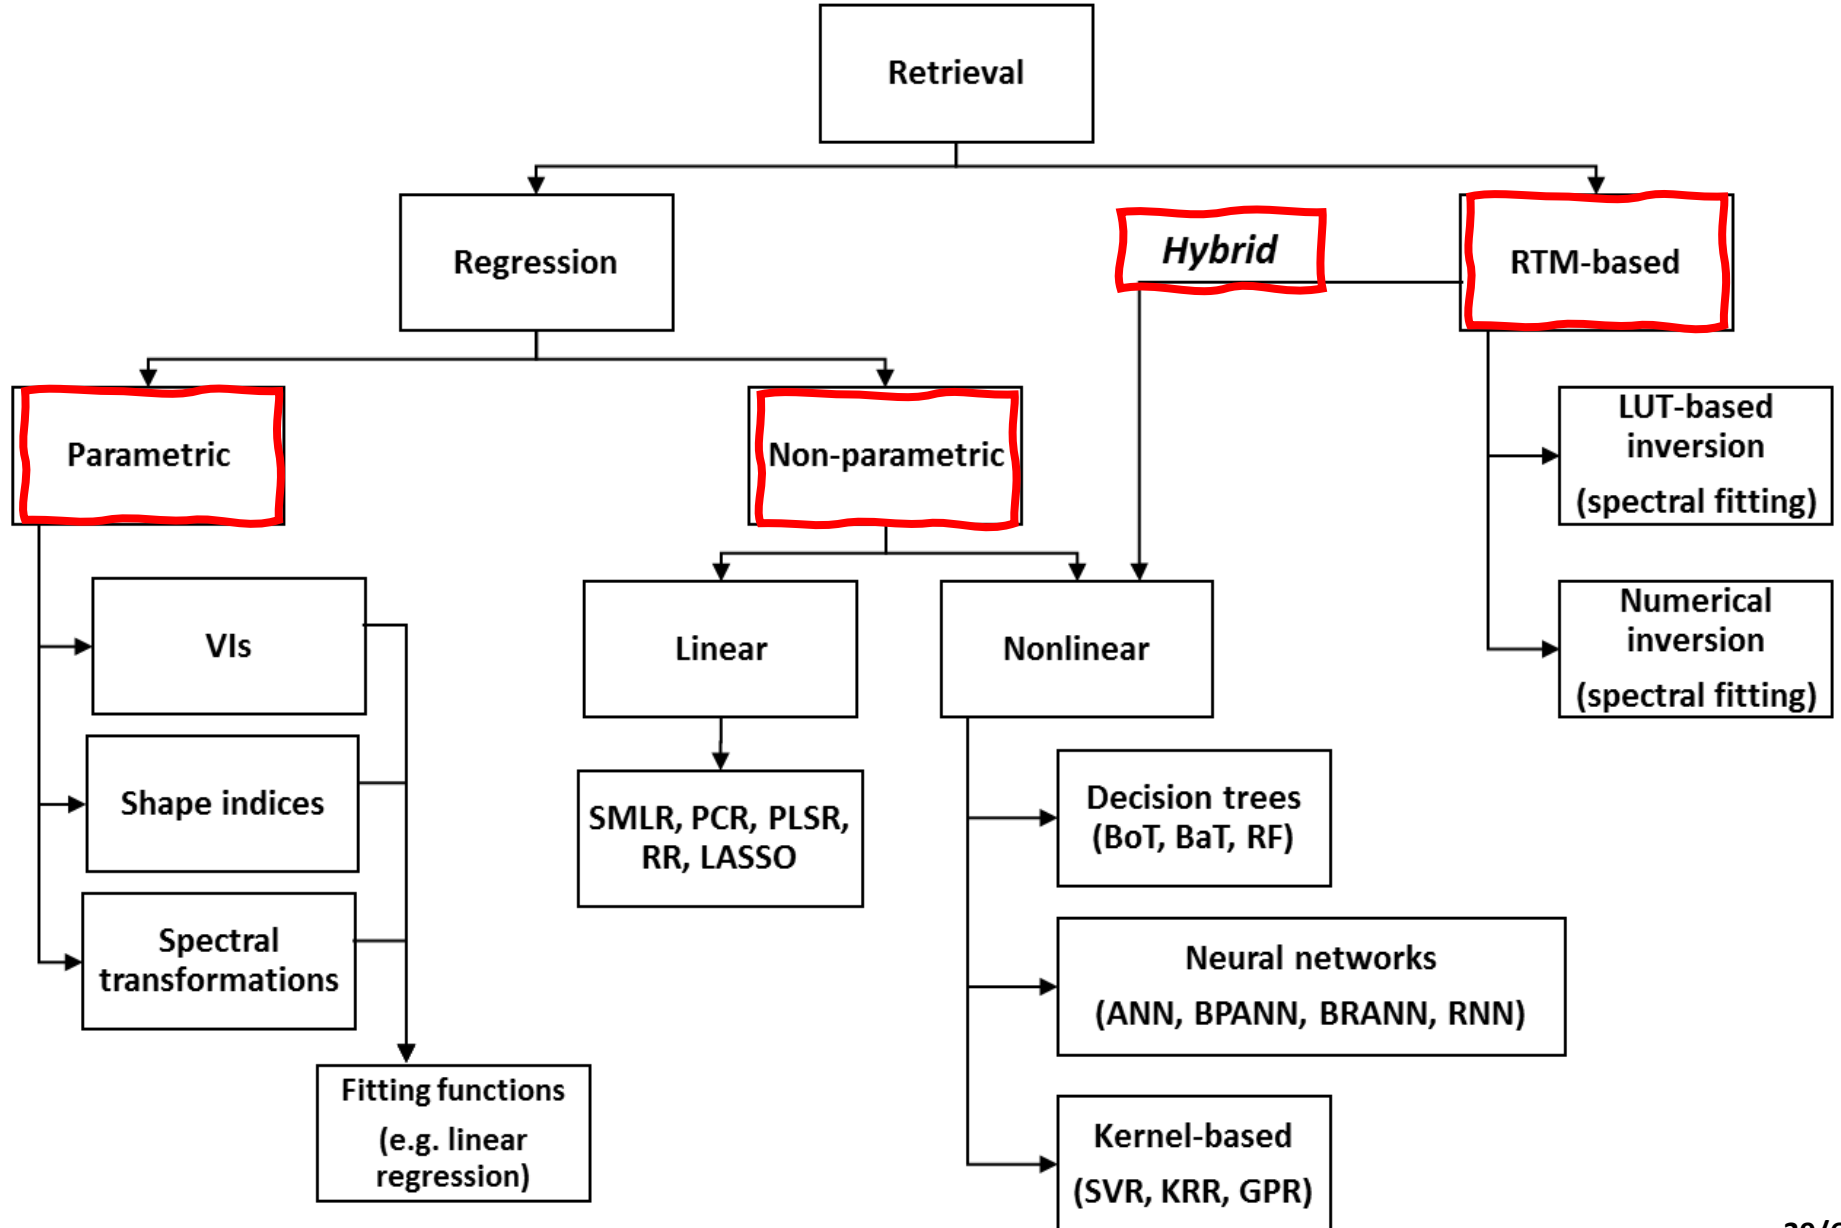 Retrieval
Regression
Hybrid
RTM-based
Parametric
Non-parametric
LUT-based
inversion
(spectral fitting)
Numerical
inversion
(spectral fitting)
VIs
Linear
Nonlinear
Shape indices
SMLR, PCR, PLSR,
RR, LASSO
Decision trees
(BoT, BaT, RF)
Spectral
transformations
Neural networks
(ANN, BPANN, BRANN, RNN)
Fitting functions
(e.g. linear
regression)
Kernel-based
(SVR, KRR, GPR)